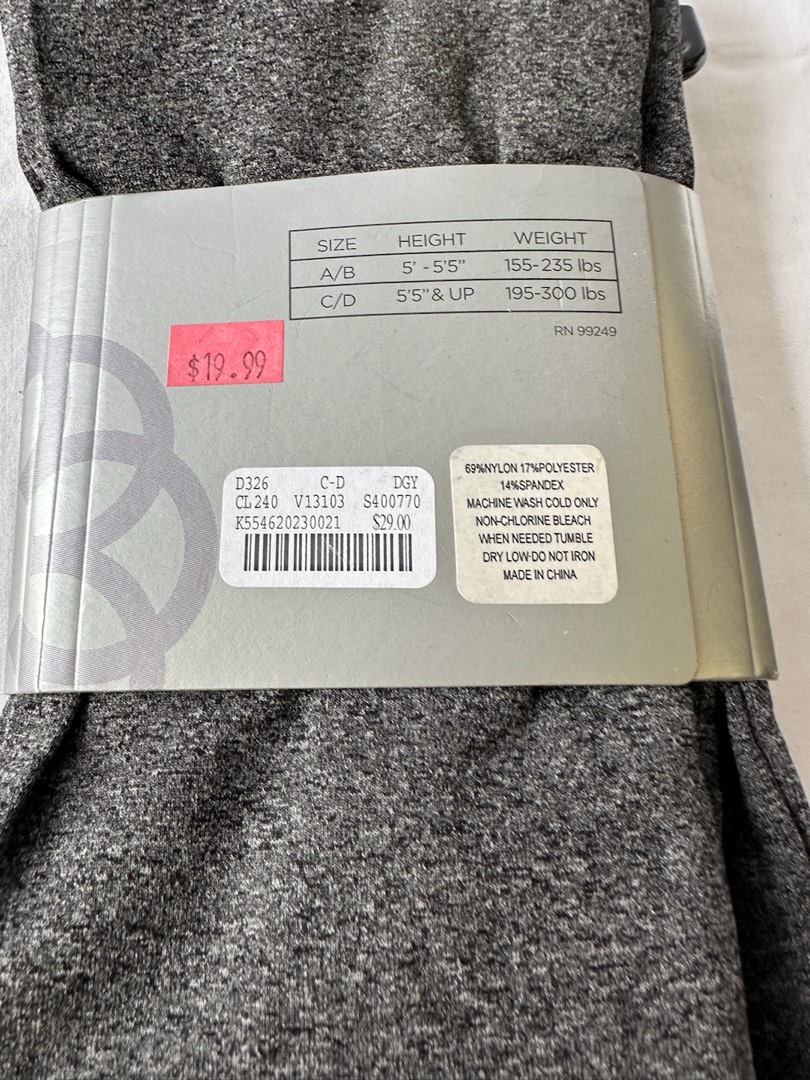 SIZE HEIGHT WEIGHT
A/B 5' - 5'5" 155-235 lbs
C/D 5'5" & UP 195-300 lbs
RN 99249
$19.99
D326 C-D DGY
CL240 V13103 S400770
K554620230021 $29.00
69%NYLON 17%POLYESTER
14%SPANDEX
MACHINE WASH COLD ONLY
NON-CHLORINE BLEACH
WHEN NEEDED TUMBLE
DRY LOW-DO NOT IRON
MADE IN CHINA